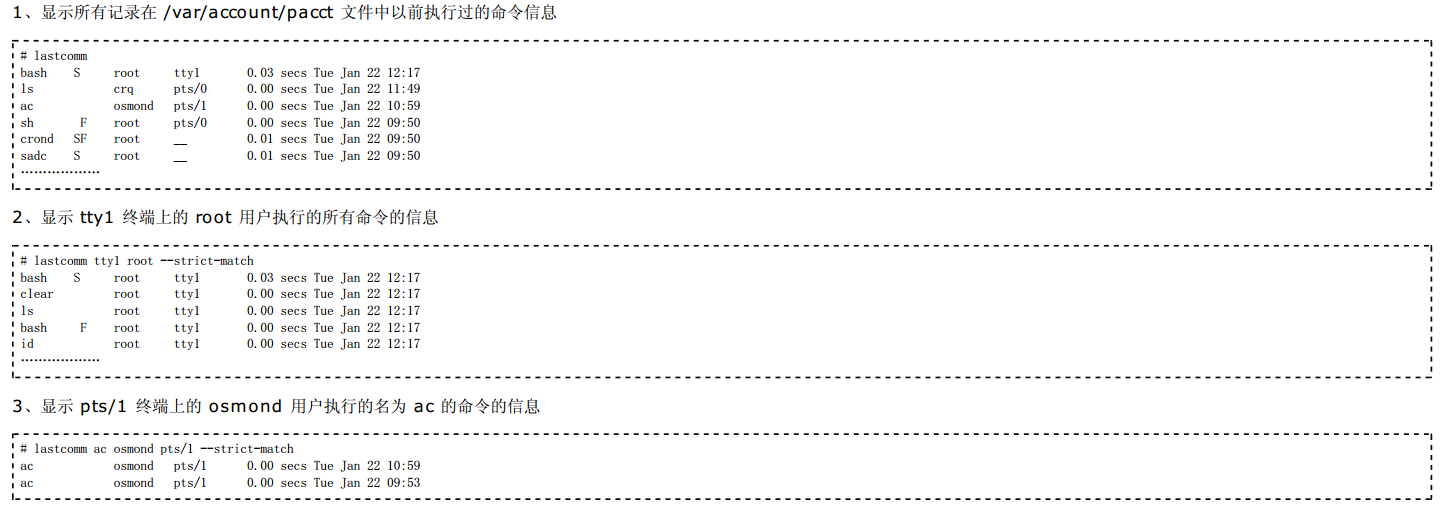 1、显示所有记录在 /var/account/pacct 文件中以前执行过的命令信息
# lastcomm
bash S root tty1 0.03 secs Tue Jan 22 12:17
ls crq pts/0 0.00 secs Tue Jan 22 11:49
ac osmond pts/1 0.00 secs Tue Jan 22 10:59
sh F root pts/0 0.00 secs Tue Jan 22 09:50
crond SF root __ 0.01 secs Tue Jan 22 09:50
sadc S root __ 0.01 secs Tue Jan 22 09:50
………………
2、显示 tty1 终端上的 root 用户执行的所有命令的信息
# lastcomm tty1 root --strict-match
bash S root tty1 0.03 secs Tue Jan 22 12:17
clear root tty1 0.00 secs Tue Jan 22 12:17
ls root tty1 0.00 secs Tue Jan 22 12:17
bash F root tty1 0.00 secs Tue Jan 22 12:17
id root tty1 0.00 secs Tue Jan 22 12:17
………………
3、显示 pts/1 终端上的 osmond 用户执行的名为 ac 的命令的信息
# lastcomm ac osmond pts/1 --strict-match
ac osmond pts/1 0.00 secs Tue Jan 22 10:59
ac osmond pts/1 0.00 secs Tue Jan 22 09:53